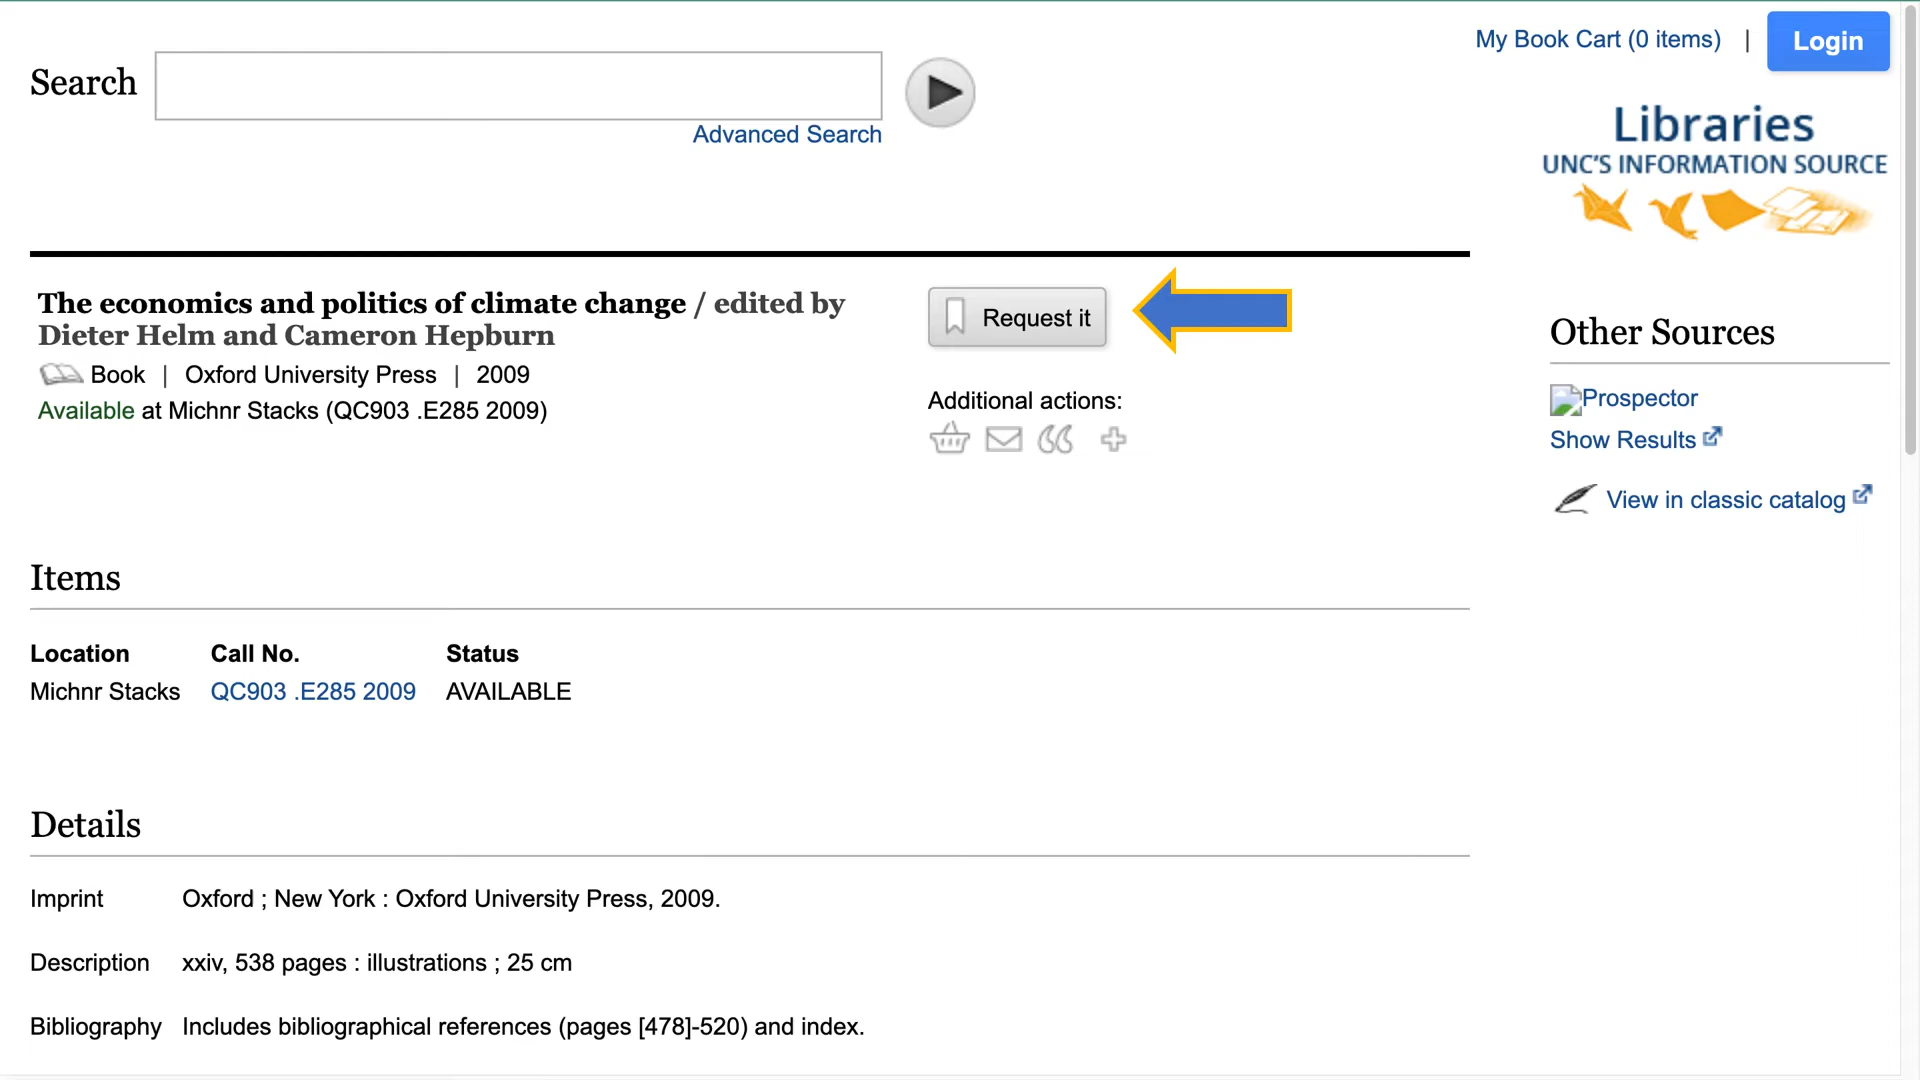 My Book Cart (0 items) | Login
Search
Advanced Search
Libraries
UNC'S INFORMATION SOURCE
The economics and politics of climate change / edited by
Dieter Helm and Cameron Hepburn
Book | Oxford University Press | 2009
Available at Michnr Stacks (QC903 .E285 2009)
Request it
Additional actions:
Other Sources
Prospector
Show Results
View in classic catalog
Items
Location Call No. Status
Michnr Stacks QC903 .E285 2009 AVAILABLE
Details
Imprint Oxford ; New York : Oxford University Press, 2009.
Description xxiv, 538 pages : illustrations ; 25 cm
Bibliography Includes bibliographical references (pages [478]-520) and index.